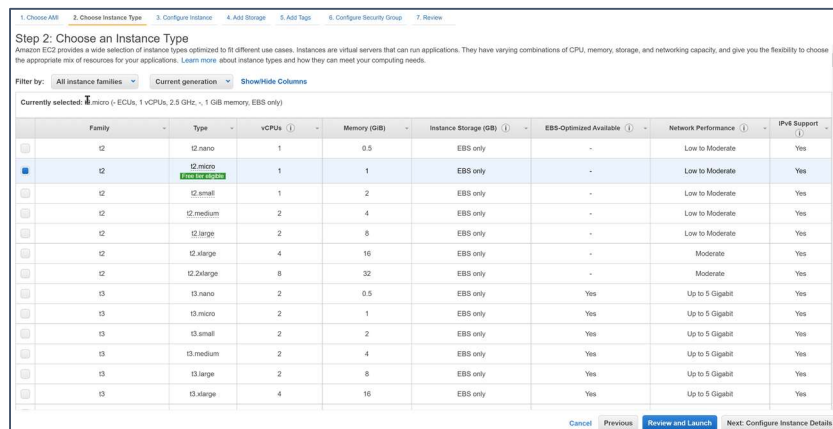 1. Choose AMI 2. Choose Instance Type 3. Configure Instance 4. Add Storage 5. Add Tags 6. Configure Security Group 7. Review
Step 2: Choose an Instance Type
Amazon EC2 provides a wide selection of instance types optimized to fit different use cases. Instances are virtual servers that can run applications. They have varying combinations of CPU, memory, storage, and networking capacity, and give you the flexibility to choose
the appropriate mix of resources for your applications. Learn more about instance types and how they can meet your computing needs.
Filter by: All instance families Current generation Show/Hide Columns
Currently selected: t2.micro (- ECUs, 1 vCPUs, 2.5 GHz, -, 1 GiB memory, EBS only)
Family Type vCPUs Memory (GiB) Instance Storage (GB) EBS-Optimized Available Network Performance IPv6 Support
t2 t2.nano 1 0.5 EBS only - Low to Moderate Yes
t2 t2.micro 1 1 EBS only - Low to Moderate Yes
Free tier eligible
t2 t2.small 1 2 EBS only - Low to Moderate Yes
t2 t2.medium 2 4 EBS only - Low to Moderate Yes
t2 t2.large 2 8 EBS only - Low to Moderate Yes
t2 t2.xlarge 4 16 EBS only - Moderate Yes
t2 t2.2xlarge 8 32 EBS only - Moderate Yes
t3 t3.nano 2 0.5 EBS only Yes Up to 5 Gigabit Yes
t3 t3.micro 2 1 EBS only Yes Up to 5 Gigabit Yes
t3 t3.small 2 2 EBS only Yes Up to 5 Gigabit Yes
t3 t3.medium 2 4 EBS only Yes Up to 5 Gigabit Yes
t3 t3.large 2 8 EBS only Yes Up to 5 Gigabit Yes
t3 t3.xlarge 4 16 EBS only Yes Up to 5 Gigabit Yes
Cancel Previous Review and Launch Next: Configure Instance Details